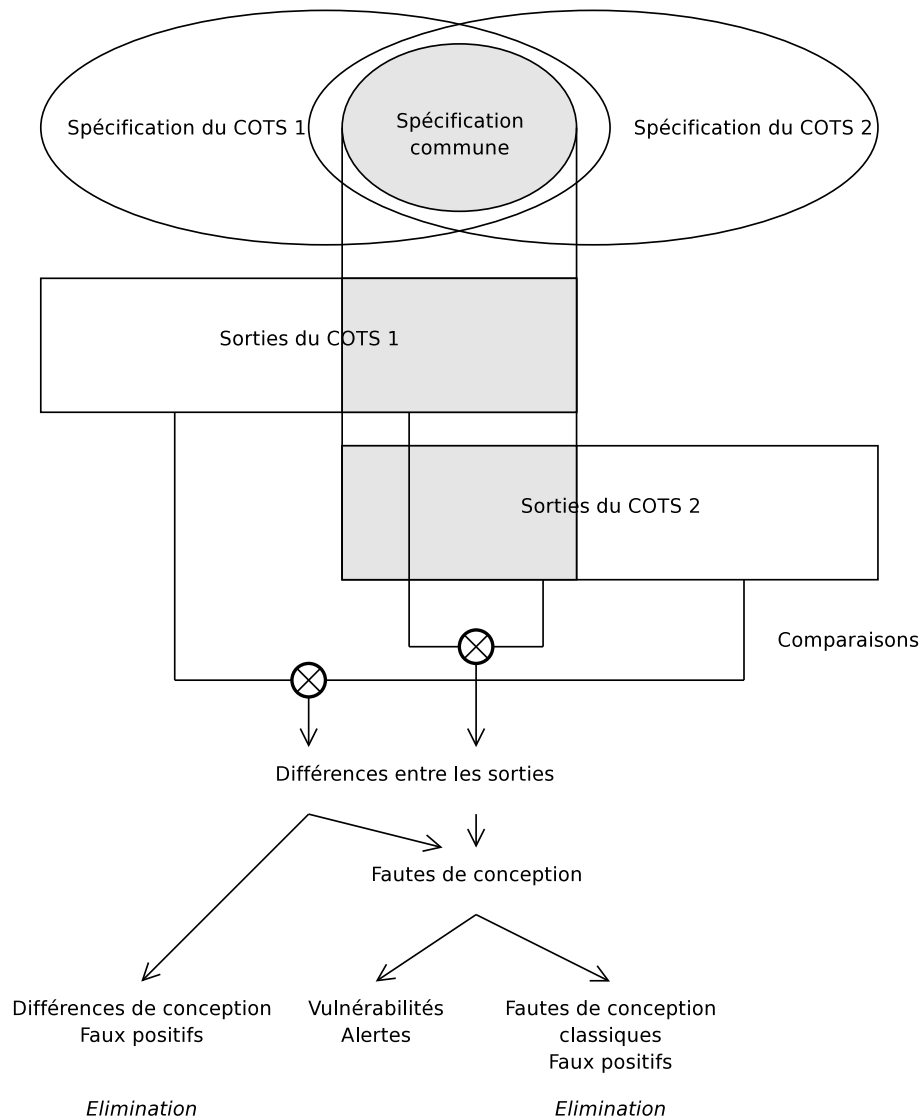 Spécification du COTS 1
Spécification
commune
Spécification du COTS 2
Sorties du COTS 1
Sorties du COTS 2
Comparaisons
Différences entre les sorties
Fautes de conception
Différences de conception
Faux positifs
Vulnérabilités
Alertes
Fautes de conception
classiques
Faux positifs
Elimination
Elimination